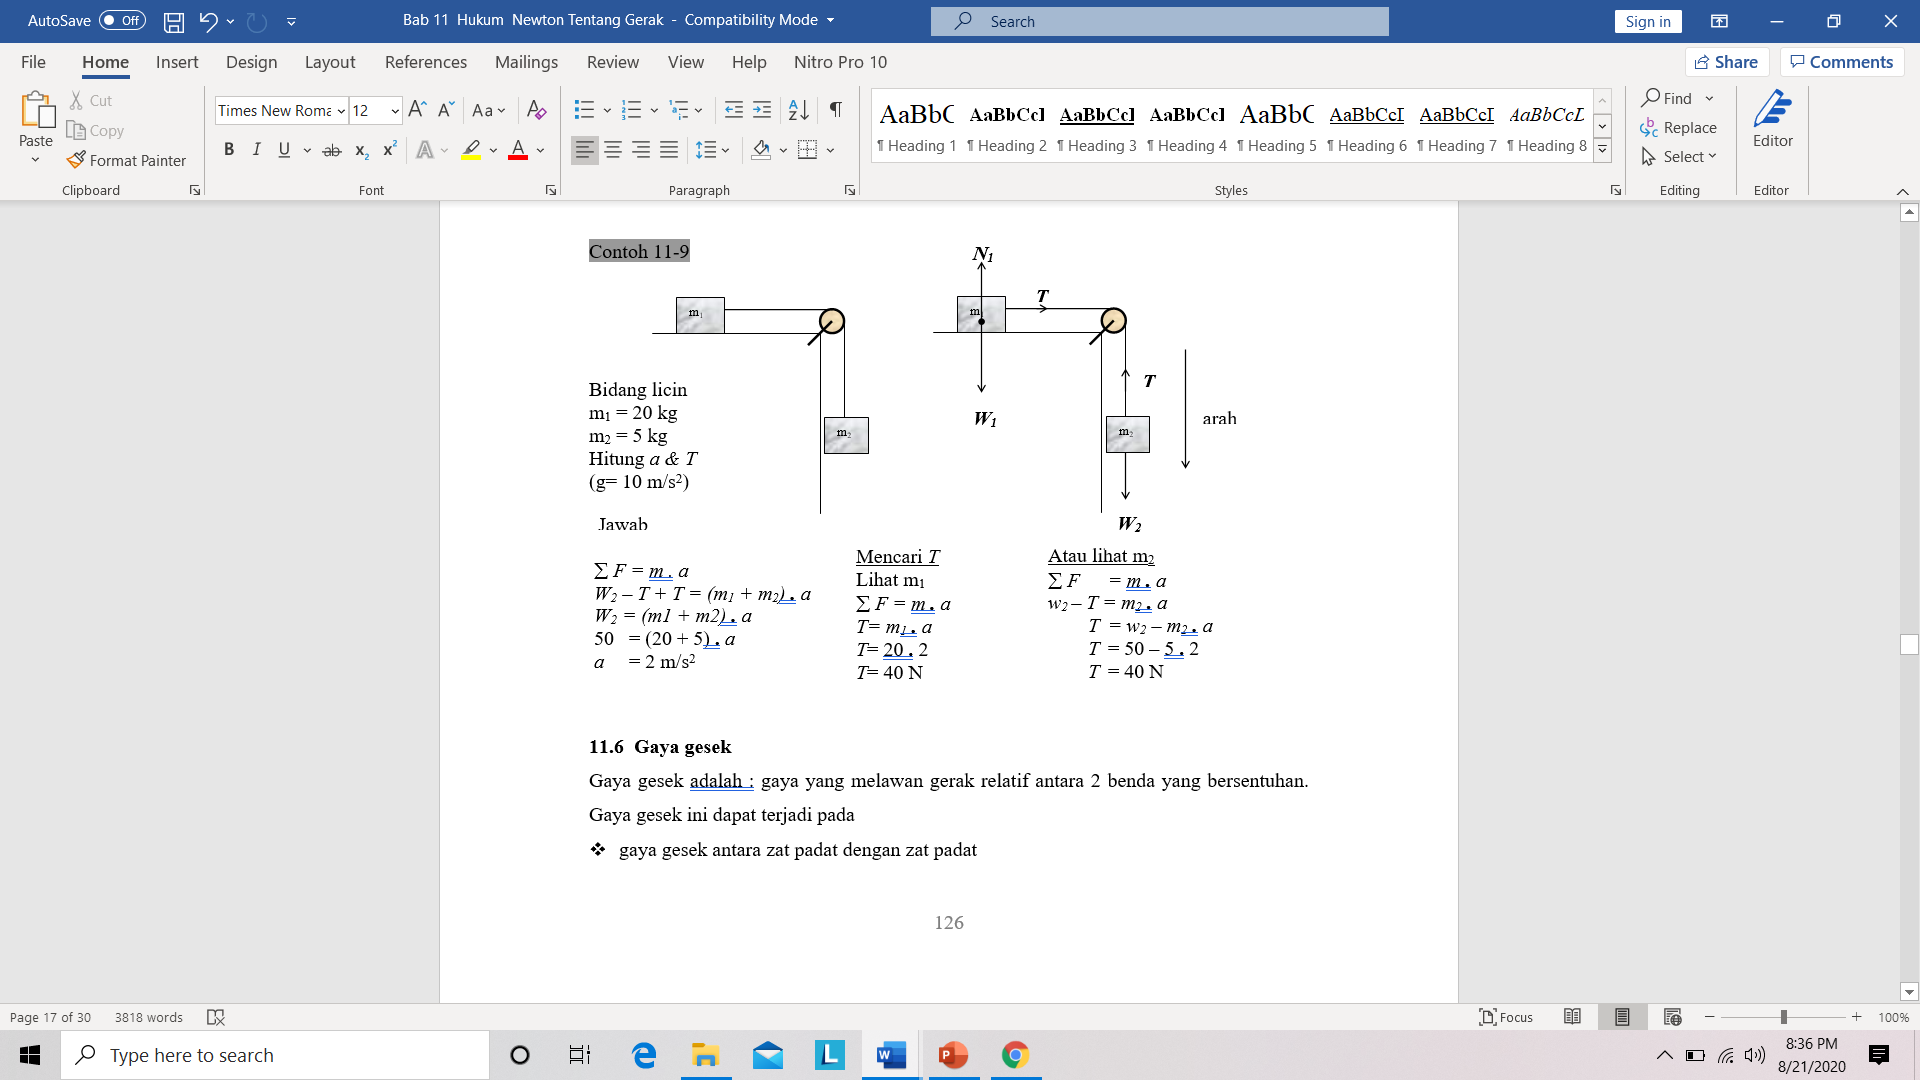 AutoSave Off Bab 11 Hukum Newton Tentang Gerak - Compatibility Mode Search Sign in
File Home Insert Design Layout References Mailings Review View Help Nitro Pro 10 Share Comments
Paste
Cut
Copy
Format Painter
Clipboard
Times New Roma 12
Font
Paragraph
AaBbC AaBbCcI AaBbCcI AaBbCcI AaBbC AaBbCcI AaBbCcI AaBbCcL
¶ Heading 1 ¶ Heading 2 ¶ Heading 3 ¶ Heading 4 ¶ Heading 5 ¶ Heading 6 ¶ Heading 7 ¶ Heading 8
Styles
Find
Replace
Select
Editing
Editor
Editor
Contoh 11-9
m₁
Bidang licin
m₁ = 20 kg
m₂ = 5 kg
Hitung a & T
(g= 10 m/s²)
m₂
N₁
m
T
T
W₁
m₂
W₂
arah
Jawab
∑ F = m . a
W₂ – T + T = (m₁ + m₂) . a
W₂ = (m1 + m2) . a
50 = (20 + 5) . a
a = 2 m/s²
Mencari T
Lihat m₁
∑ F = m . a
T= m₁ . a
T= 20 . 2
T= 40 N
Atau lihat m₂
∑ F = m . a
w₂ – T = m₂ . a
T = w₂ – m₂ . a
T = 50 – 5 . 2
T = 40 N
11.6 Gaya gesek
Gaya gesek adalah : gaya yang melawan gerak relatif antara 2 benda yang bersentuhan.
Gaya gesek ini dapat terjadi pada
❖ gaya gesek antara zat padat dengan zat padat
126
Page 17 of 30 3818 words Focus 100%
Type here to search
8:36 PM
8/21/2020